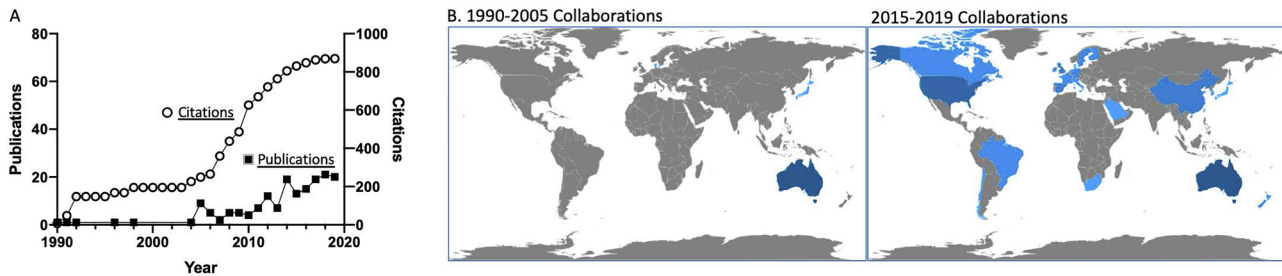 A
B. 1990-2005 Collaborations
2015-2019 Collaborations
80
60
40
20
0
Publications
1000
800
600
400
200
0
Citations
Citations
Publications
1990
2000
2010
2020
Year